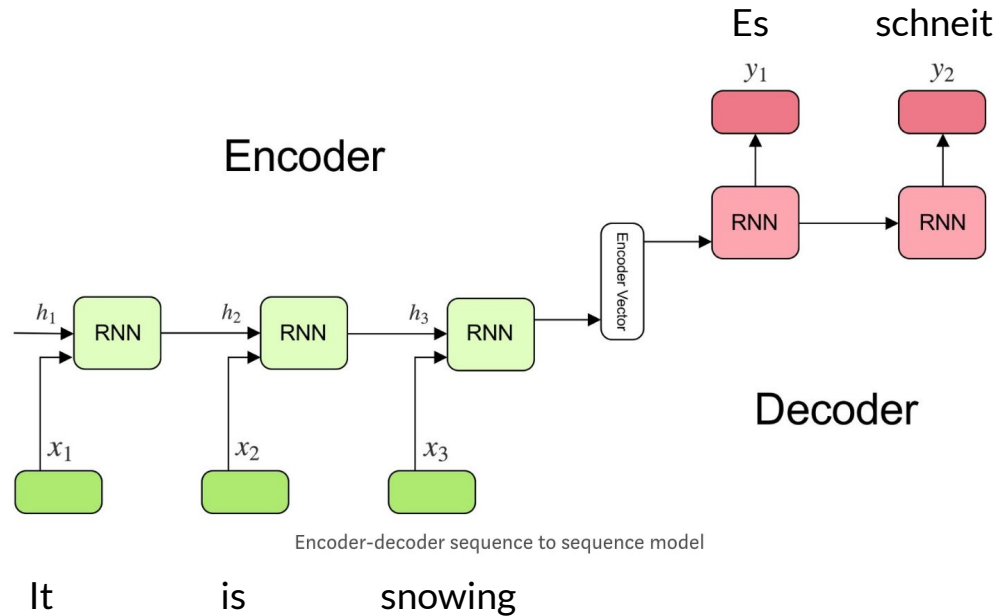 Es schneit
y1 y2
Encoder
RNN RNN
Encoder Vector
h1 RNN h2 RNN h3 RNN
Decoder
x1 x2 x3
Encoder-decoder sequence to sequence model
It is snowing